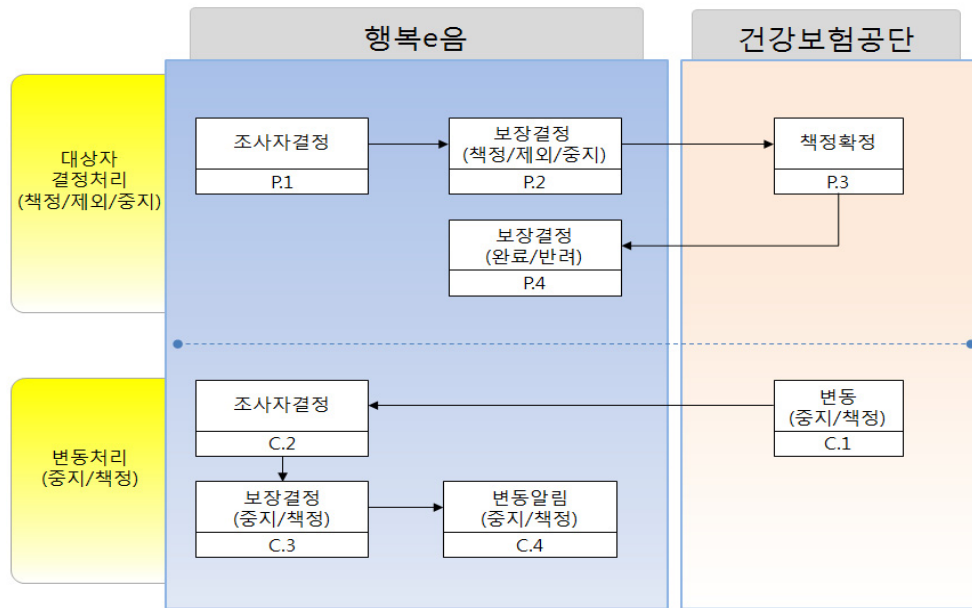 행복e음
건강보험공단
대상자
결정처리
(책정/제외/중지)
조사자결정
P.1
보장결정
(책정/제외/중지)
P.2
책정확정
P.3
보장결정
(완료/반려)
P.4
변동처리
(중지/책정)
조사자결정
C.2
변동
(중지/책정)
C.1
보장결정
(중지/책정)
C.3
변동알림
(중지/책정)
C.4